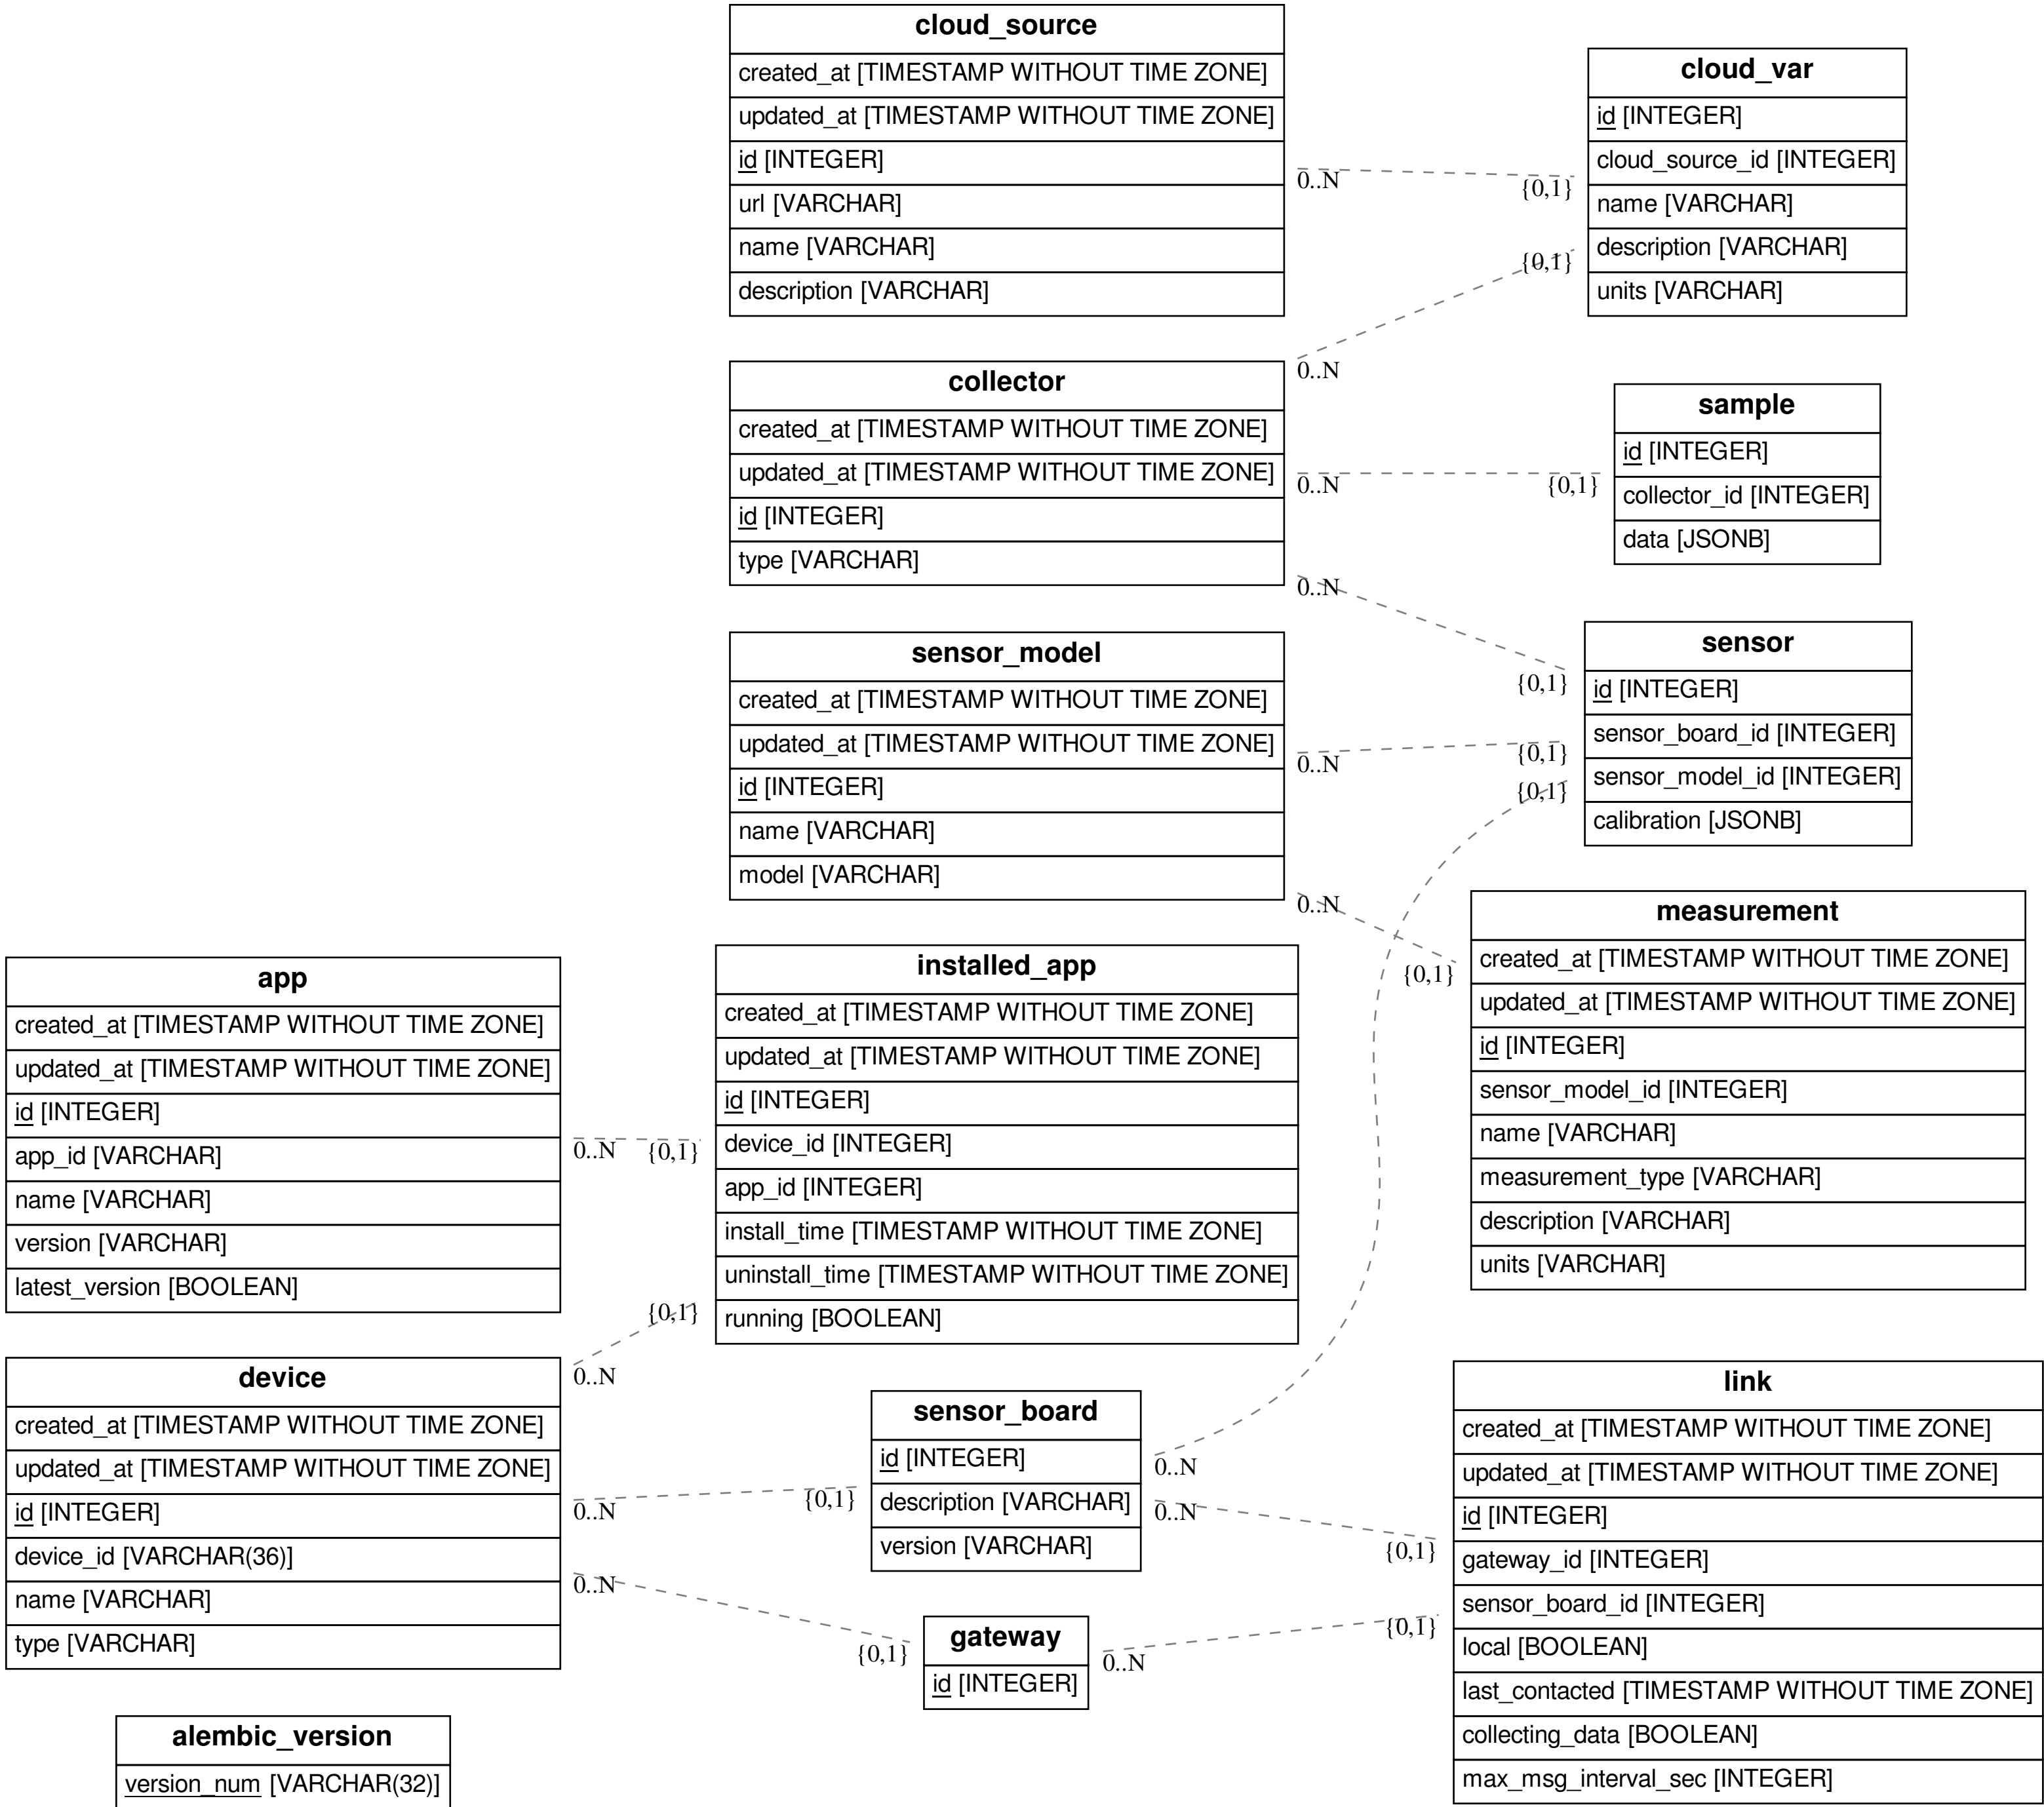 cloud_source
created_at [TIMESTAMP WITHOUT TIME ZONE]
updated_at [TIMESTAMP WITHOUT TIME ZONE]
id [INTEGER]
url [VARCHAR]
name [VARCHAR]
description [VARCHAR]
0..N
{0,1}
cloud_var
id [INTEGER]
cloud_source_id [INTEGER]
name [VARCHAR]
description [VARCHAR]
units [VARCHAR]
{0,1}
0..N
collector
created_at [TIMESTAMP WITHOUT TIME ZONE]
updated_at [TIMESTAMP WITHOUT TIME ZONE]
id [INTEGER]
type [VARCHAR]
0..N
{0,1}
sample
id [INTEGER]
collector_id [INTEGER]
data [JSONB]
0..N
{0,1}
sensor_model
created_at [TIMESTAMP WITHOUT TIME ZONE]
updated_at [TIMESTAMP WITHOUT TIME ZONE]
id [INTEGER]
name [VARCHAR]
model [VARCHAR]
0..N
{0,1}
{0,1}
sensor
id [INTEGER]
sensor_board_id [INTEGER]
sensor_model_id [INTEGER]
calibration [JSONB]
0..N
{0,1}
measurement
created_at [TIMESTAMP WITHOUT TIME ZONE]
updated_at [TIMESTAMP WITHOUT TIME ZONE]
id [INTEGER]
sensor_model_id [INTEGER]
name [VARCHAR]
measurement_type [VARCHAR]
description [VARCHAR]
units [VARCHAR]
app
created_at [TIMESTAMP WITHOUT TIME ZONE]
updated_at [TIMESTAMP WITHOUT TIME ZONE]
id [INTEGER]
app_id [VARCHAR]
name [VARCHAR]
version [VARCHAR]
latest_version [BOOLEAN]
0..N
{0,1}
installed_app
created_at [TIMESTAMP WITHOUT TIME ZONE]
updated_at [TIMESTAMP WITHOUT TIME ZONE]
id [INTEGER]
device_id [INTEGER]
app_id [INTEGER]
install_time [TIMESTAMP WITHOUT TIME ZONE]
uninstall_time [TIMESTAMP WITHOUT TIME ZONE]
running [BOOLEAN]
{0,1}
0..N
device
created_at [TIMESTAMP WITHOUT TIME ZONE]
updated_at [TIMESTAMP WITHOUT TIME ZONE]
id [INTEGER]
device_id [VARCHAR(36)]
name [VARCHAR]
type [VARCHAR]
0..N
{0,1}
0..N
{0,1}
sensor_board
id [INTEGER]
description [VARCHAR]
version [VARCHAR]
0..N
0..N
{0,1}
gateway
id [INTEGER]
0..N
{0,1}
link
created_at [TIMESTAMP WITHOUT TIME ZONE]
updated_at [TIMESTAMP WITHOUT TIME ZONE]
id [INTEGER]
gateway_id [INTEGER]
sensor_board_id [INTEGER]
local [BOOLEAN]
last_contacted [TIMESTAMP WITHOUT TIME ZONE]
collecting_data [BOOLEAN]
max_msg_interval_sec [INTEGER]
alembic_version
version_num [VARCHAR(32)]